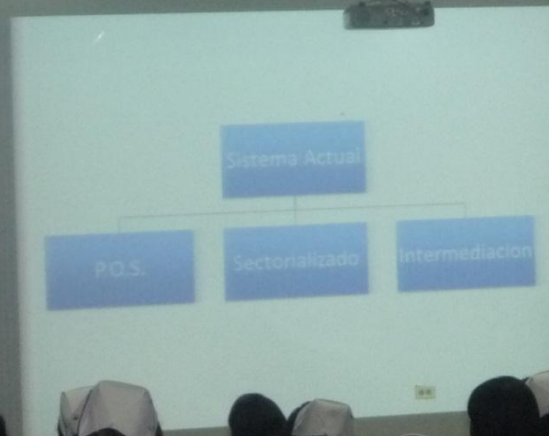 Sistema Actual
P.O.S.
Sectorializado
Intermediacion